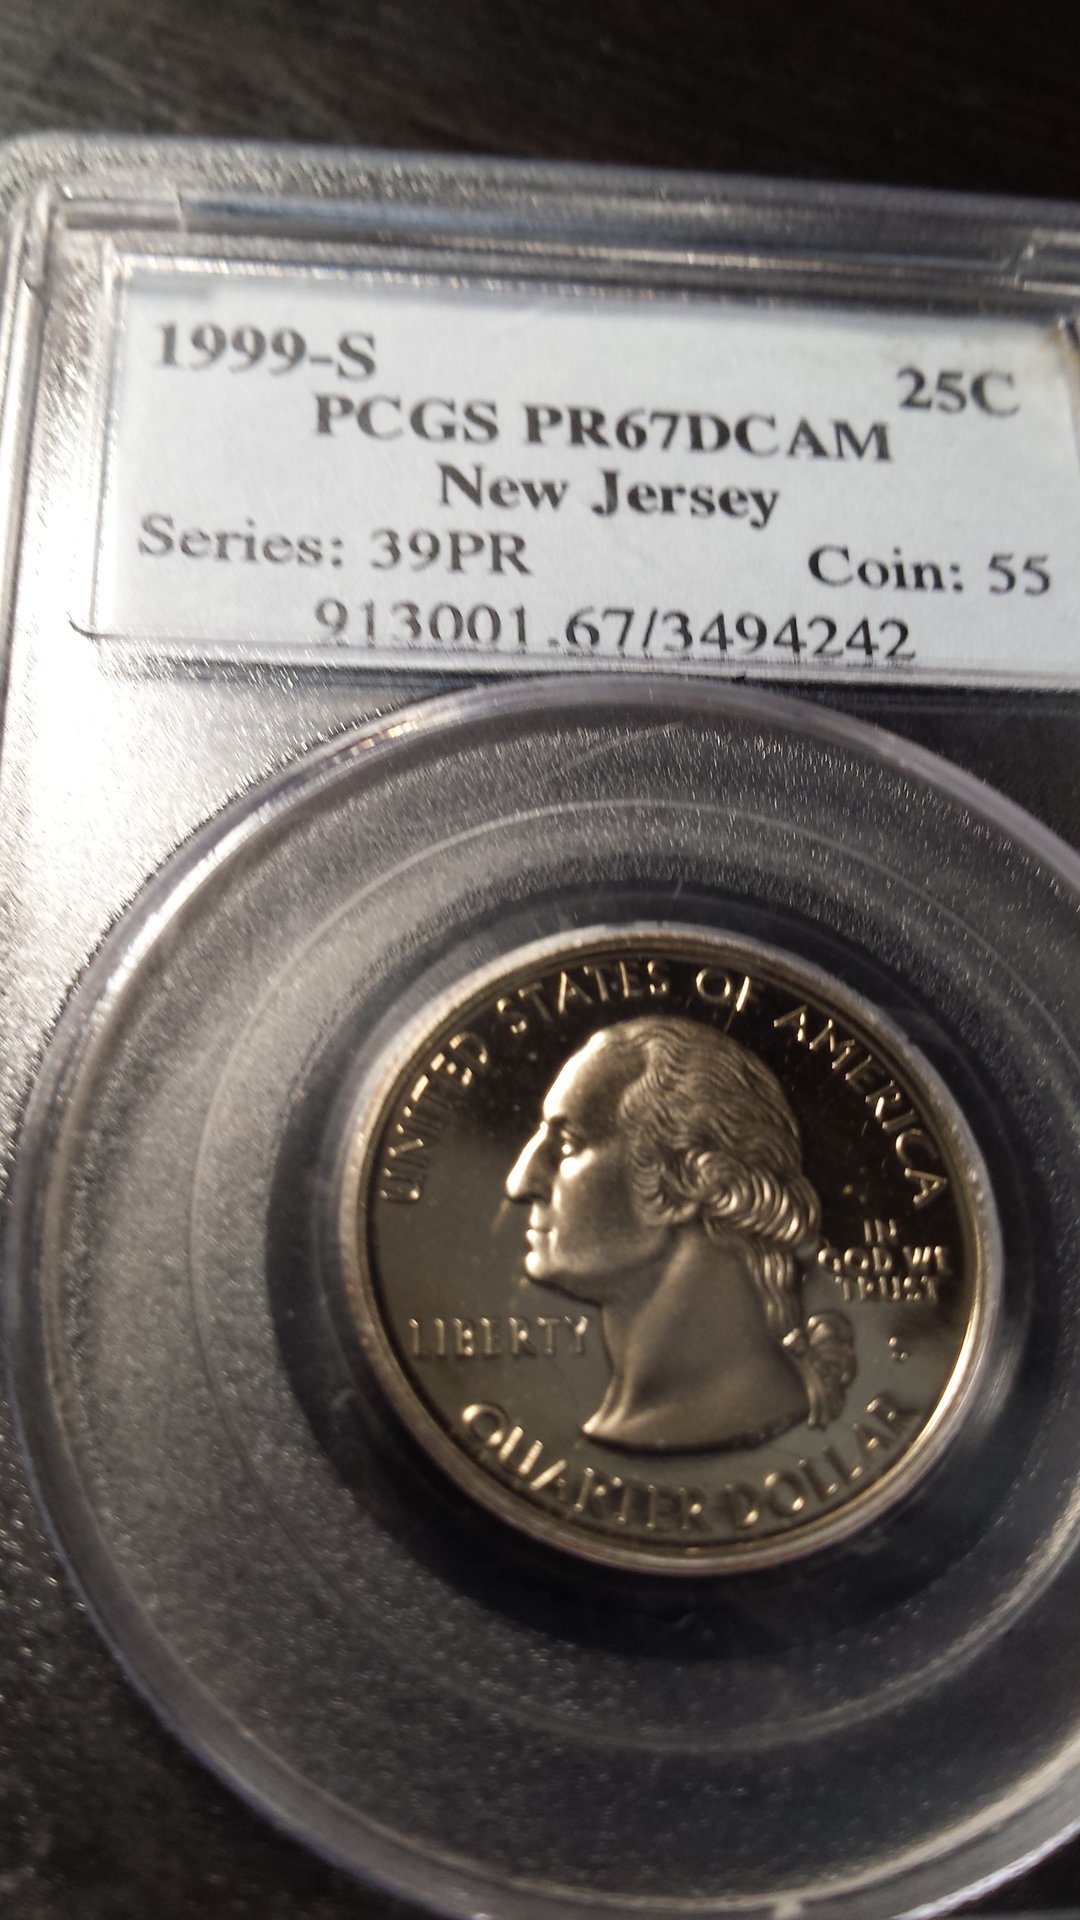 1999-S 25C
PCGS PR67DCAM
New Jersey
Series: 39PR Coin: 55
913001.67/3494242
UNITED STATES OF AMERICA
IN
GOD WE
TRUST
LIBERTY
S
QUARTER DOLLAR